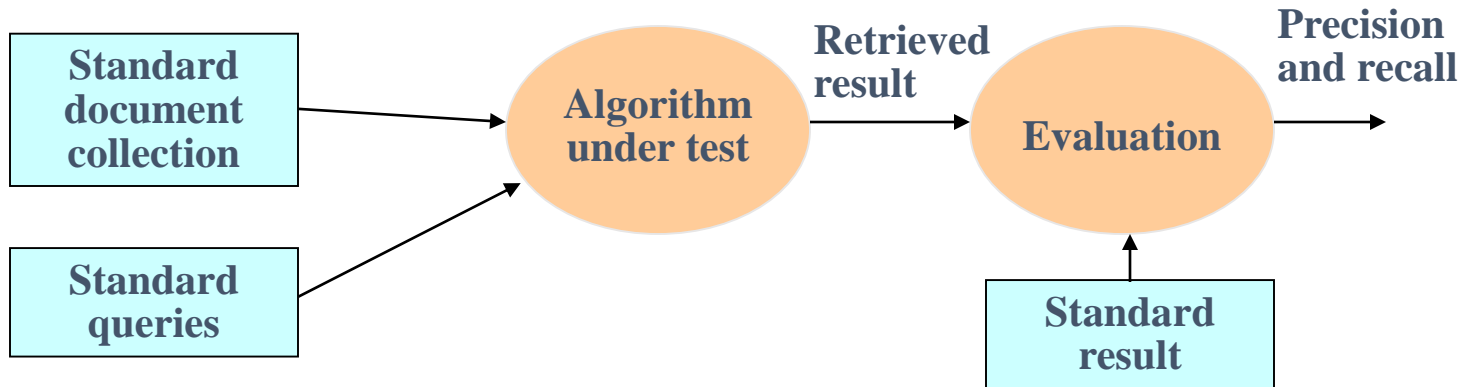 Standard
document
collection
Standard
queries
Algorithm
under test
Retrieved
result
Evaluation
Standard
result
Precision
and recall